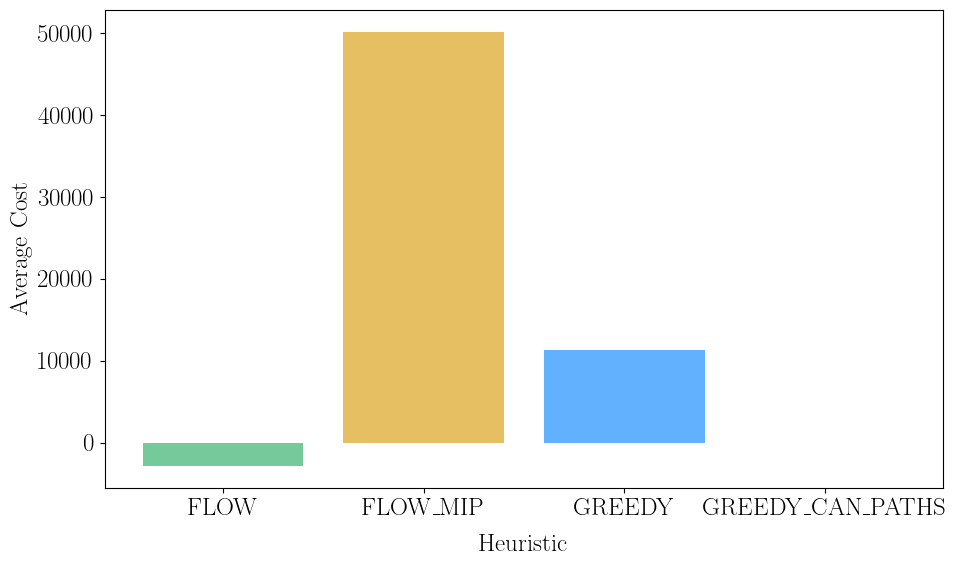 50000
40000
30000
20000
10000
0
Average Cost
FLOW
FLOW_MIP
GREEDY
GREEDY_CAN_PATHS
Heuristic